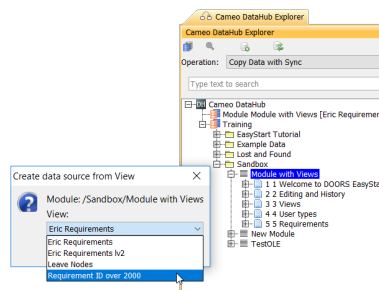 Cameo DataHub Explorer
Cameo DataHub Explorer
Operation: Copy Data with Sync
Type text to search
Cameo DataHub
Module Module with Views [Eric Requiremer
Training
EasyStart Tutorial
Example Data
Lost and Found
Sandbox
Module with Views
1 1 Welcome to DOORS EasySta
2 2 Editing and History
3 3 Views
4 4 User types
5 5 Requirements
New Module
TestOLE
Create data source from View
Module: /Sandbox/Module with Views
View:
Eric Requirements
Eric Requirements
Eric Requirements lv2
Leave Nodes
Requirement ID over 2000